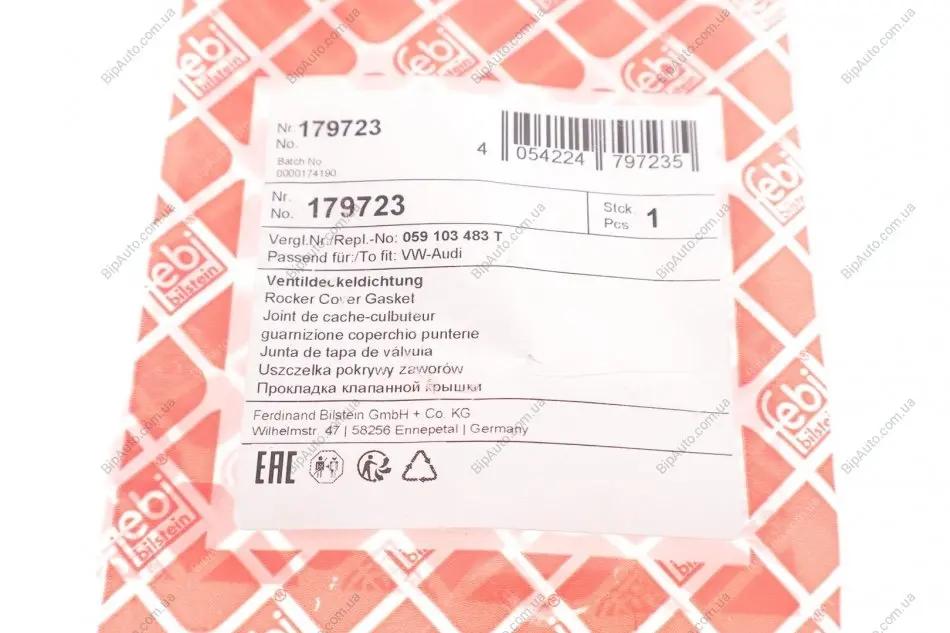 Nr. 179723
No.
Batch No
0000174190
4 054224 797235
Nr.
No. 179723
Stck
Pcs 1
Vergl.Nr./Repl.-No: 059 103 483 T
Passend für:/To fit: VW-Audi
Ventildeckeldichtung
Rocker Cover Gasket
Joint de cache-culbuteur
guarnizione coperchio punterie
Junta de tapa de válvula
Uszczelka pokrywy zaworów
Прокладка клапанной крышки
Ferdinand Bilstein GmbH + Co. KG
Wilhelmstr. 47 | 58256 Ennepetal | Germany
EAC
febi
bilstein
BipAuto.com.ua